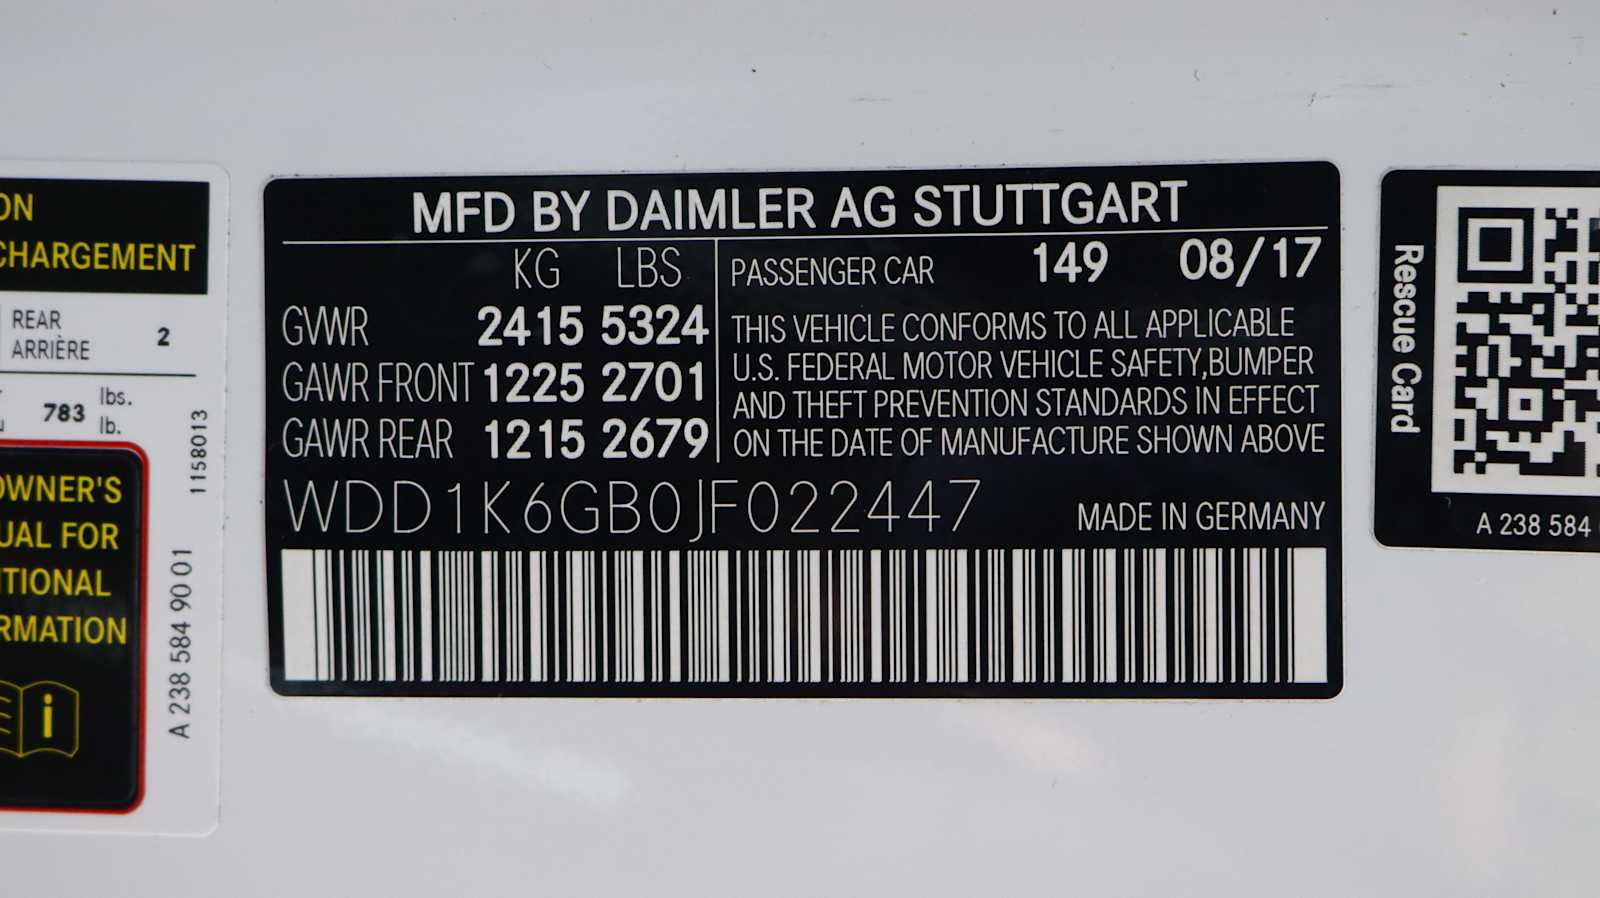 ON
CHARGEMENT
REAR
ARRIÈRE 2
783 lbs.
lb.
1158013
OWNER'S
UAL FOR
ITIONAL
RMATION
A 238 584 90 01
MFD BY DAIMLER AG STUTTGART
KG LBS
GVWR 2415 5324
GAWR FRONT 1225 2701
GAWR REAR 1215 2679
PASSENGER CAR 149 08/17
THIS VEHICLE CONFORMS TO ALL APPLICABLE
U.S. FEDERAL MOTOR VEHICLE SAFETY,BUMPER
AND THEFT PREVENTION STANDARDS IN EFFECT
ON THE DATE OF MANUFACTURE SHOWN ABOVE
WDD1K6GB0JF022447
MADE IN GERMANY
Rescue Card
A 238 584